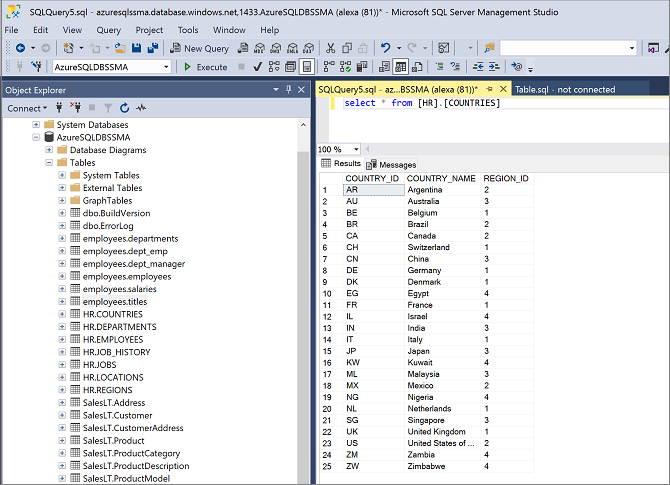 SQLQuery5.sql - azuresqlssma.database.windows.net,1433.AzureSQLDBSSMA (alexa (81))* - Microsoft SQL Server Management Studio
File Edit View Query Project Tools Window Help
New Query
AzureSQLDBSSMA Execute
Object Explorer
Connect
System Databases
AzureSQLDBSSMA
Database Diagrams
Tables
System Tables
External Tables
GraphTables
dbo.BuildVersion
dbo.ErrorLog
employees.departments
employees.dept_emp
employees.dept_manager
employees.employees
employees.salaries
employees.titles
HR.COUNTRIES
HR.DEPARTMENTS
HR.EMPLOYEES
HR.JOB_HISTORY
HR.JOBS
HR.LOCATIONS
HR.REGIONS
SalesLT.Address
SalesLT.Customer
SalesLT.CustomerAddress
SalesLT.Product
SalesLT.ProductCategory
SalesLT.ProductDescription
SalesLT.ProductModel
SQLQuery5.sql - az...BSSMA (alexa (81))* Table.sql - not connected
select * from [HR].[COUNTRIES]
100 %
Results Messages
COUNTRY_ID COUNTRY_NAME REGION_ID
1 AR Argentina 2
2 AU Australia 3
3 BE Belgium 1
4 BR Brazil 2
5 CA Canada 2
6 CH Switzerland 1
7 CN China 3
8 DE Germany 1
9 DK Denmark 1
10 EG Egypt 4
11 FR France 1
12 IL Israel 4
13 IN India 3
14 IT Italy 1
15 JP Japan 3
16 KW Kuwait 4
17 ML Malaysia 3
18 MX Mexico 2
19 NG Nigeria 4
20 NL Netherlands 1
21 SG Singapore 3
22 UK United Kingdom 1
23 US United States of ... 2
24 ZM Zambia 4
25 ZW Zimbabwe 4